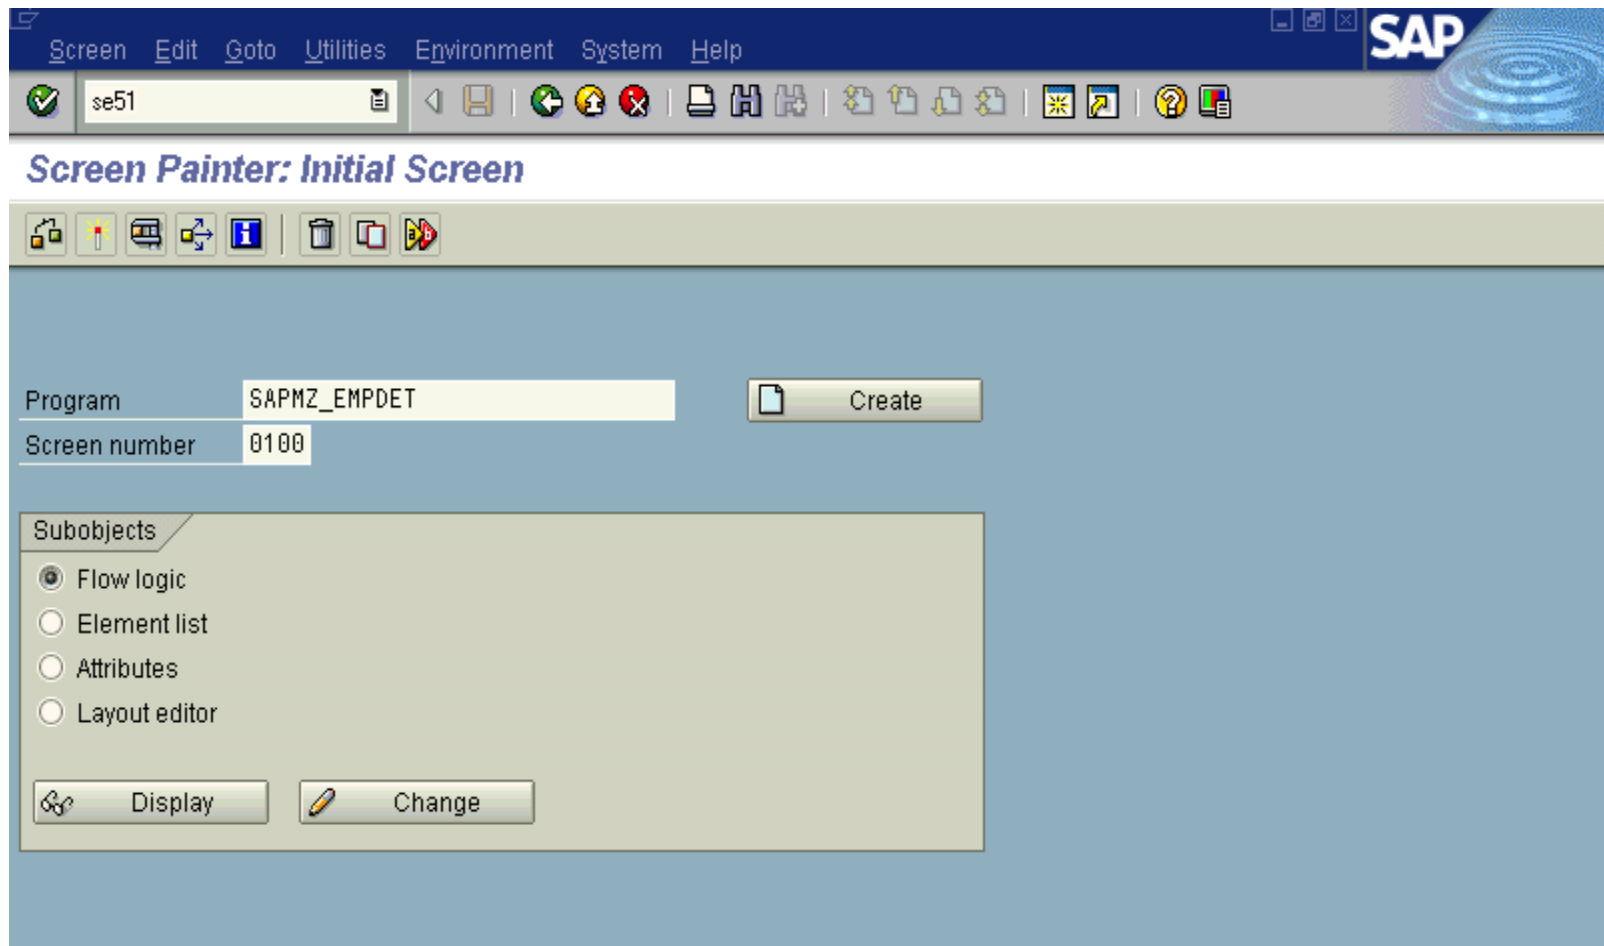 Screen Edit Goto Utilities Environment System Help
SAP
se51
Screen Painter: Initial Screen
Program SAPMZ_EMPDET Create
Screen number 0100
Subobjects
Flow logic
Element list
Attributes
Layout editor
Display Change